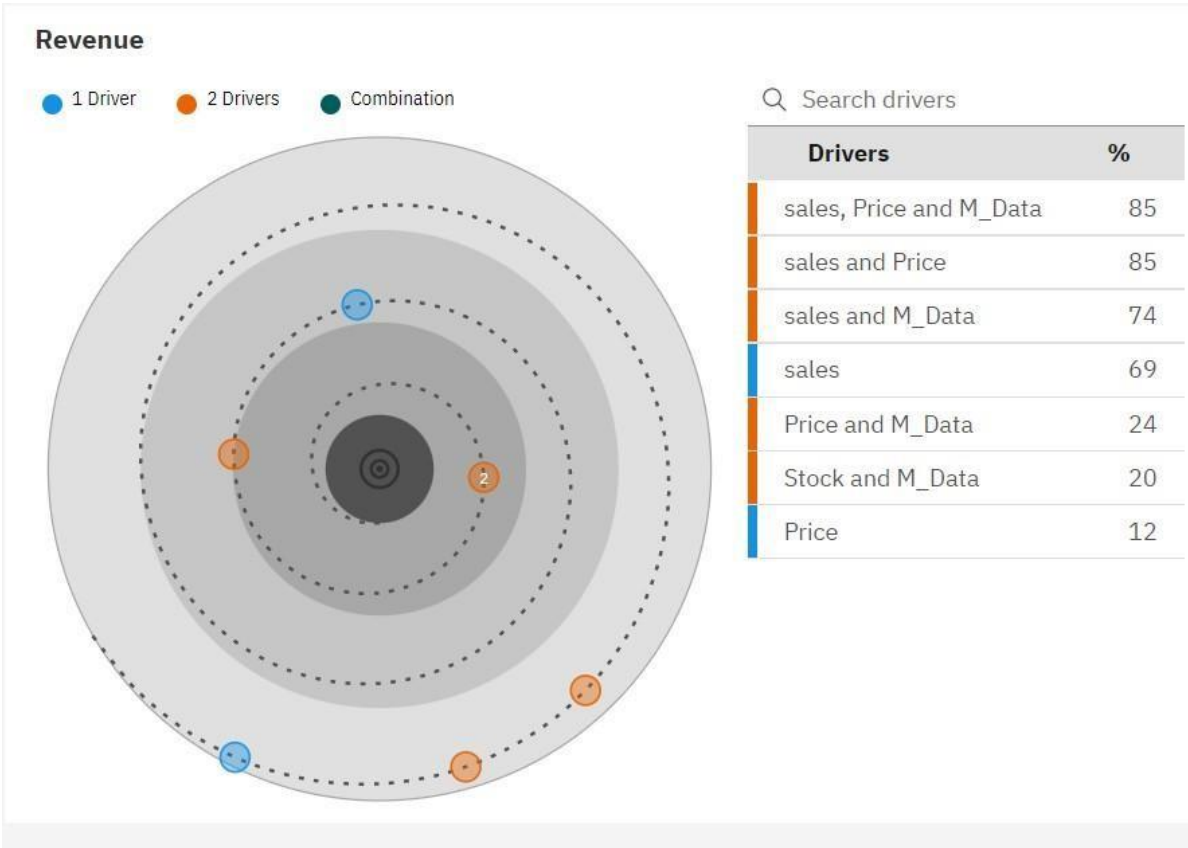 Revenue
1 Driver 2 Drivers Combination
Search drivers
Drivers %
sales, Price and M_Data 85
sales and Price 85
sales and M_Data 74
sales 69
Price and M_Data 24
Stock and M_Data 20
Price 12
2